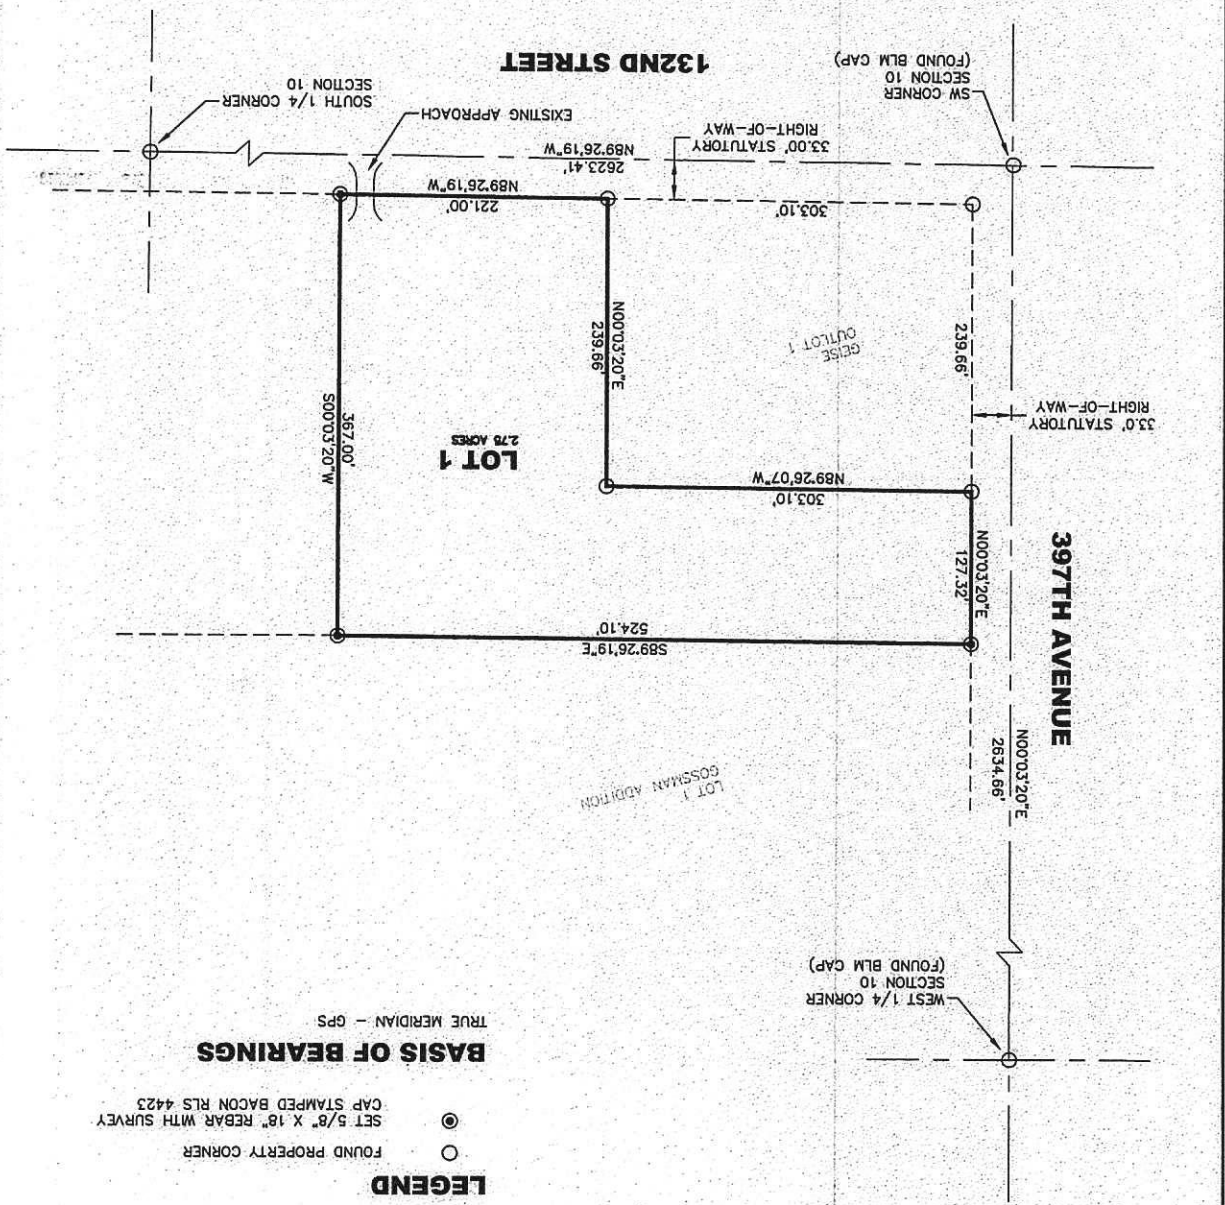 LEGEND
FOUND PROPERTY CORNER
SET 5/8" X 18" REBAR WITH SURVEY
CAP STAMPED BACON RLS 4423
BASIS OF BEARINGS
TRUE MERIDIAN - GPS
WEST 1/4 CORNER
SECTION 10
(FOUND BLM CAP)
N00°03'20"E
2634.66'
397TH AVENUE
LOT 1
GOSSMAN ADDITION
S89°26'19"E
524.10'
N00°03'20"E
127.32'
303.10'
N89°26'07"W
LOT 1
2.75 ACRES
367.00'
S00°03'20"W
33.0' STATUTORY
RIGHT-OF-WAY
239.66'
GEISE
OUTLOT 1
N00°03'20"E
239.66'
303.10'
221.00'
N89°26'19"W
2623.41'
N89°26'19"W
33.00' STATUTORY
RIGHT-OF-WAY
EXISTING APPROACH
SW CORNER
SECTION 10
(FOUND BLM CAP)
SOUTH 1/4 CORNER
SECTION 10
132ND STREET